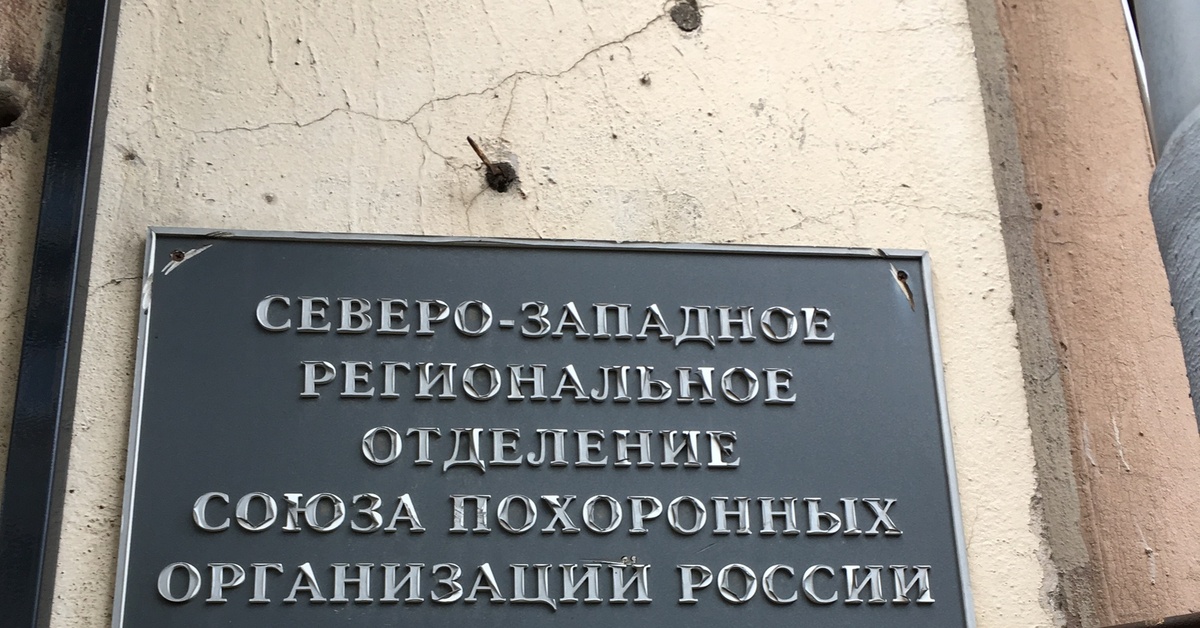 СЕВЕРО-ЗАПАДНОЕ
РЕГИОНАЛЬНОЕ
ОТДЕЛЕНИЕ
СОЮЗА ПОХОРОННЫХ
ОРГАНИЗАЦИЙ РОССИИ